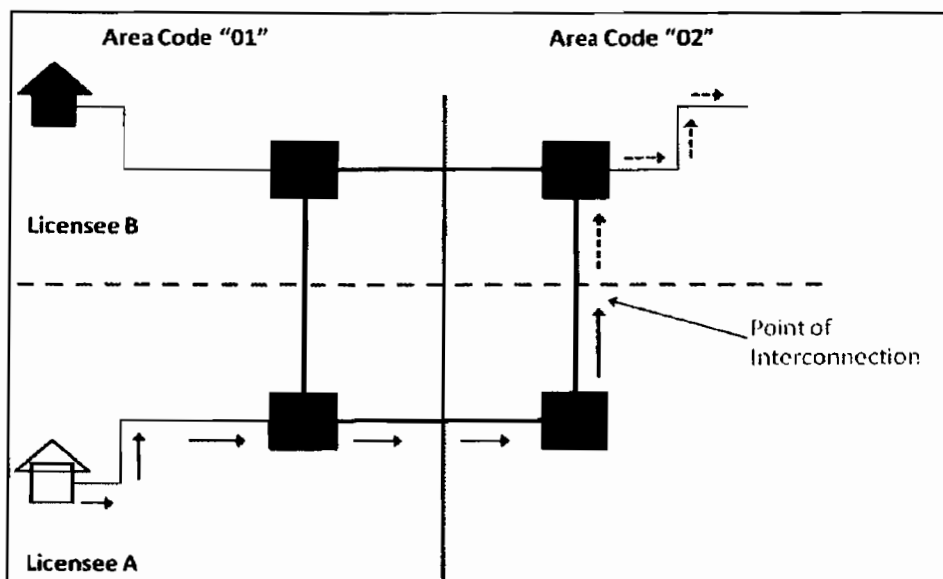 Area Code "01"
Area Code "02"
Licensee B
Point of
Interconnection
Licensee A